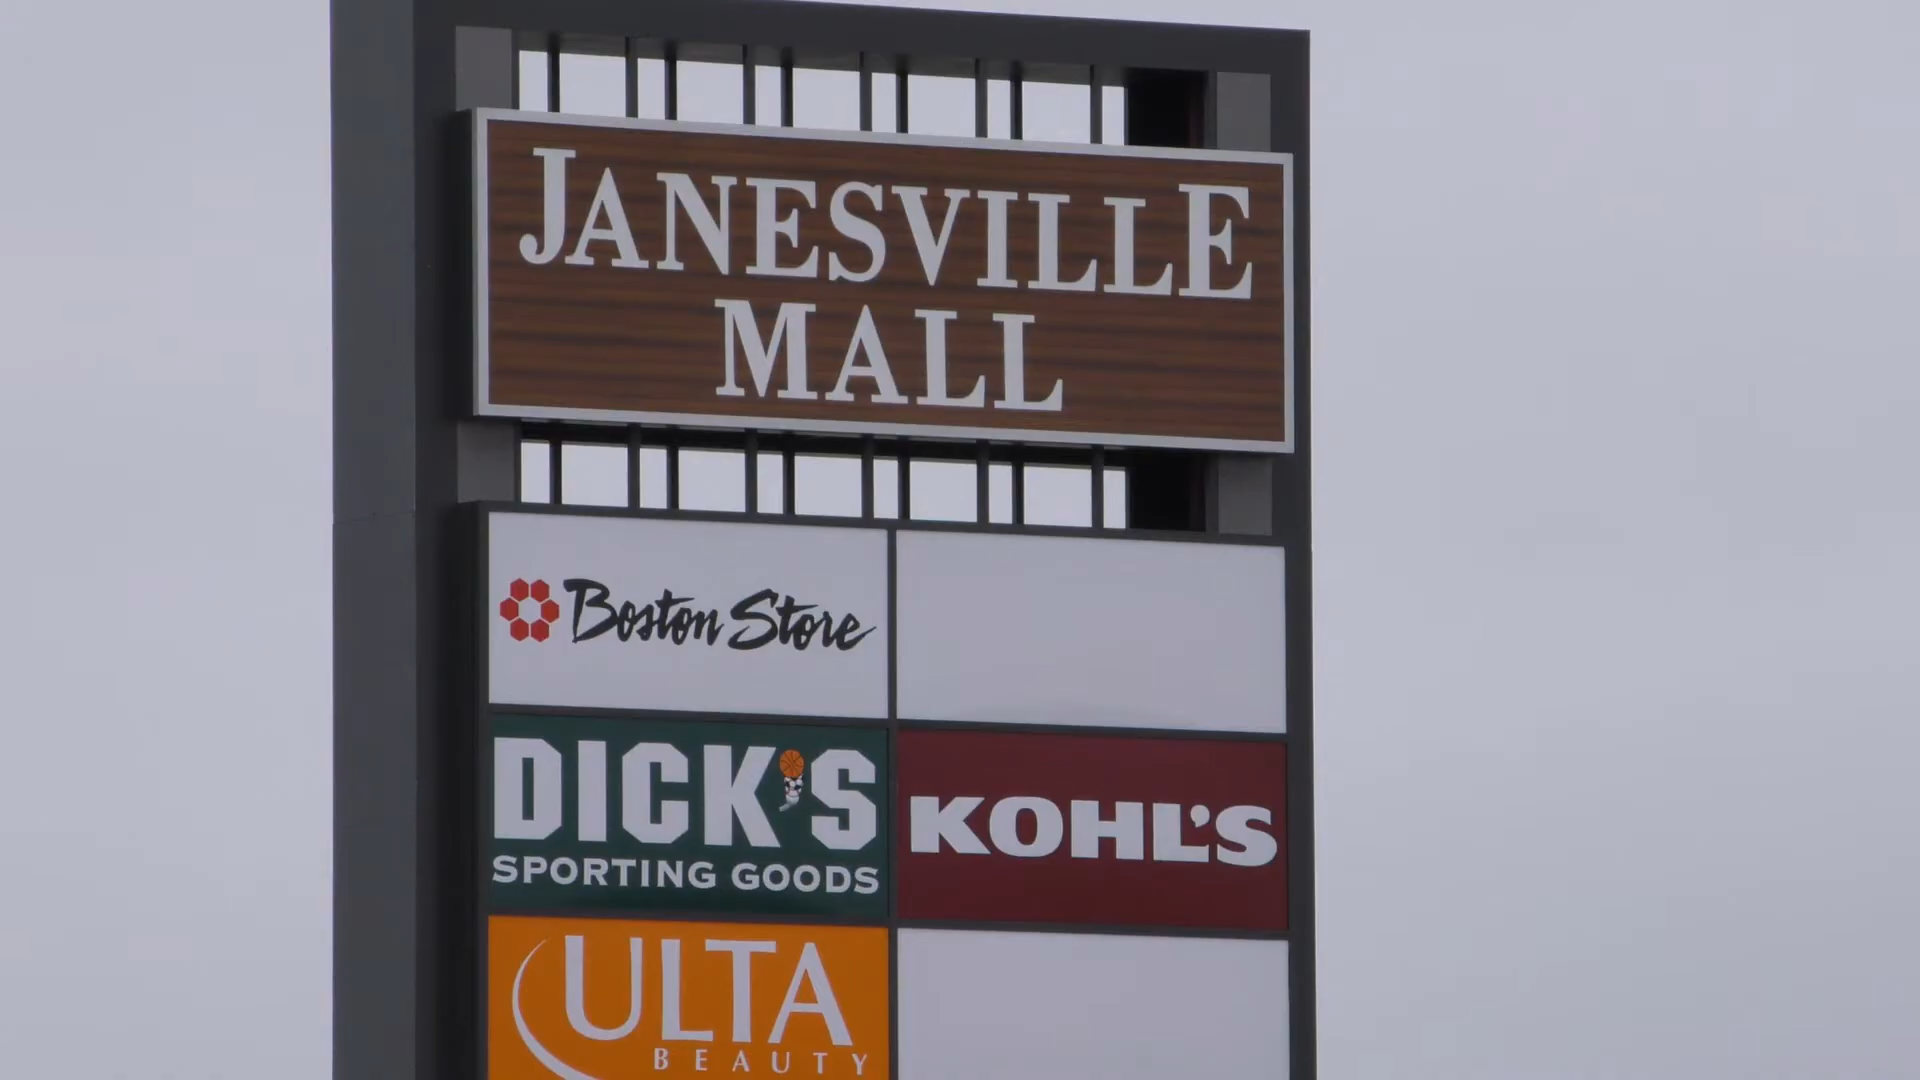 JANESVILLE
MALL
Boston Store
DICK'S
SPORTING GOODS
KOHL'S
ULTA
BEAUTY